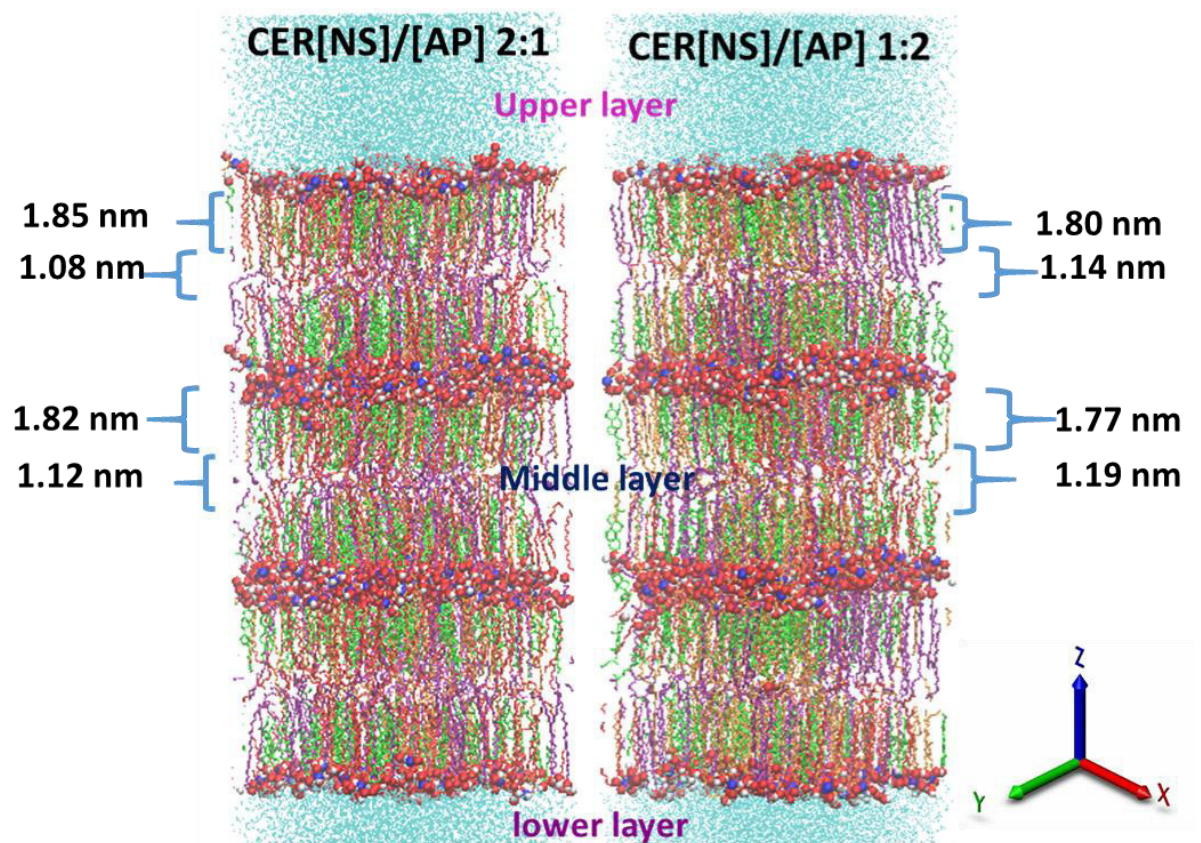 CER[NS]/[AP] 2:1
CER[NS]/[AP] 1:2
Upper layer
1.85 nm
1.08 nm
1.80 nm
1.14 nm
1.82 nm
1.12 nm
Middle layer
1.77 nm
1.19 nm
lower layer
Z
Y
X